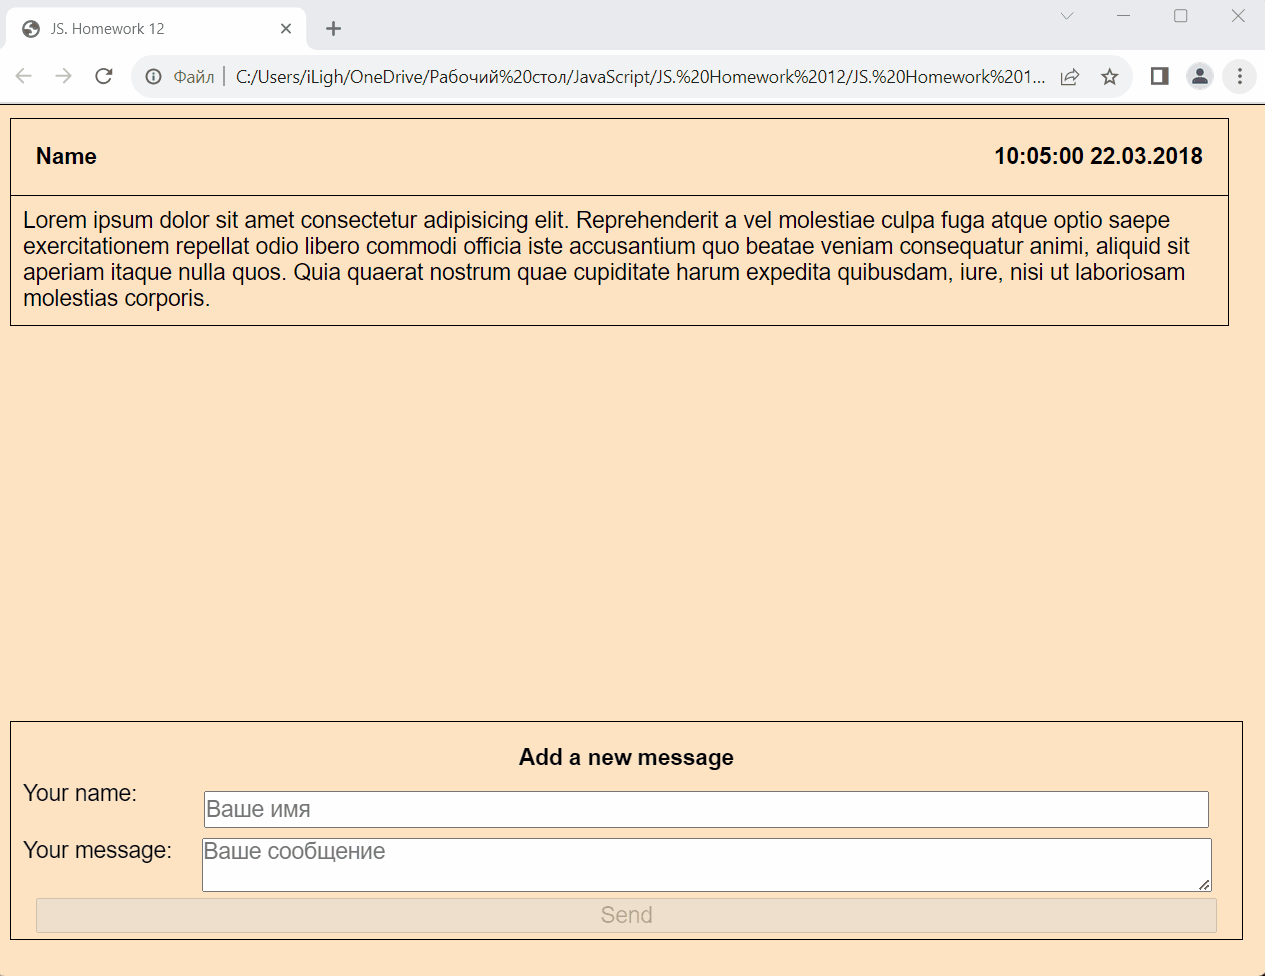 JS. Homework 12
Файл C:/Users/iLigh/OneDrive/Рабочий%20стол/JavaScript/JS.%20Homework%2012/JS.%20Homework%201...
Name 10:05:00 22.03.2018
Lorem ipsum dolor sit amet consectetur adipisicing elit. Reprehenderit a vel molestiae culpa fuga atque optio saepe
exercitationem repellat odio libero commodi officia iste accusantium quo beatae veniam consequatur animi, aliquid sit
aperiam itaque nulla quos. Quia quaerat nostrum quae cupiditate harum expedita quibusdam, iure, nisi ut laboriosam
molestias corporis.
Add a new message
Your name: Ваше имя
Your message: Ваше сообщение
Send